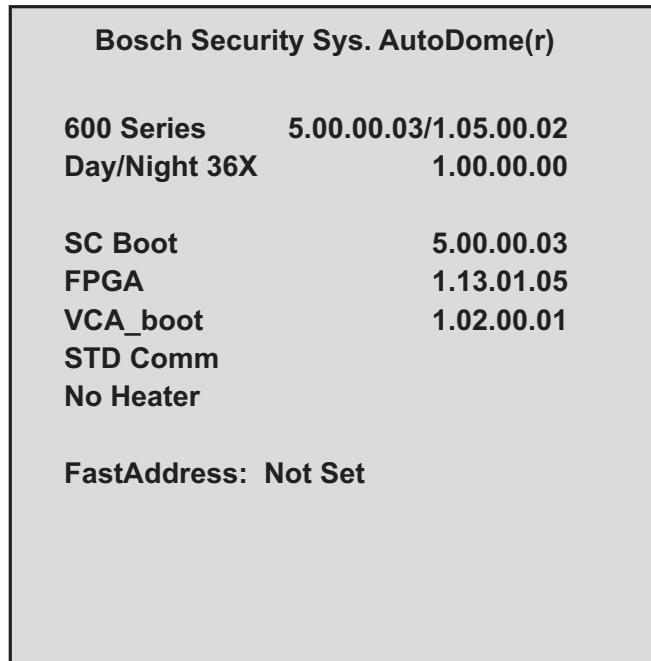 Bosch Security Sys. AutoDome(r)
600 Series 5.00.00.03/1.05.00.02
Day/Night 36X 1.00.00.00
SC Boot 5.00.00.03
FPGA 1.13.01.05
VCA_boot 1.02.00.01
STD Comm
No Heater
FastAddress: Not Set